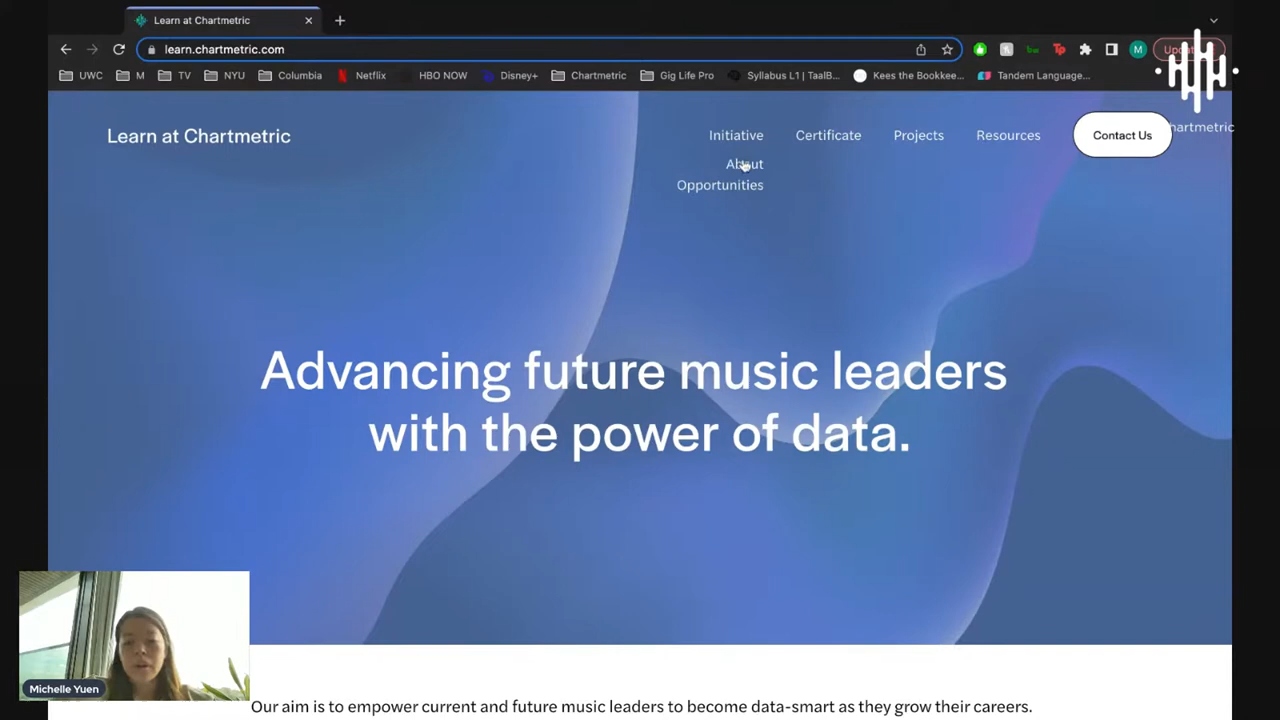 Learn at Chartmetric
learn.chartmetric.com
UWC
M
TV
NYU
Columbia
Netflix
HBO NOW
Disney+
Chartmetric
Gig Life Pro
Syllabus L1 | TaalB...
Kees the Bookkee...
Tandem Language...
Learn at Chartmetric
Initiative
Certificate
Projects
Resources
Contact Us
hartmetric
About
Opportunities
Advancing future music leaders
with the power of data.
Michelle Yuen
Our aim is to empower current and future music leaders to become data-smart as they grow their careers.